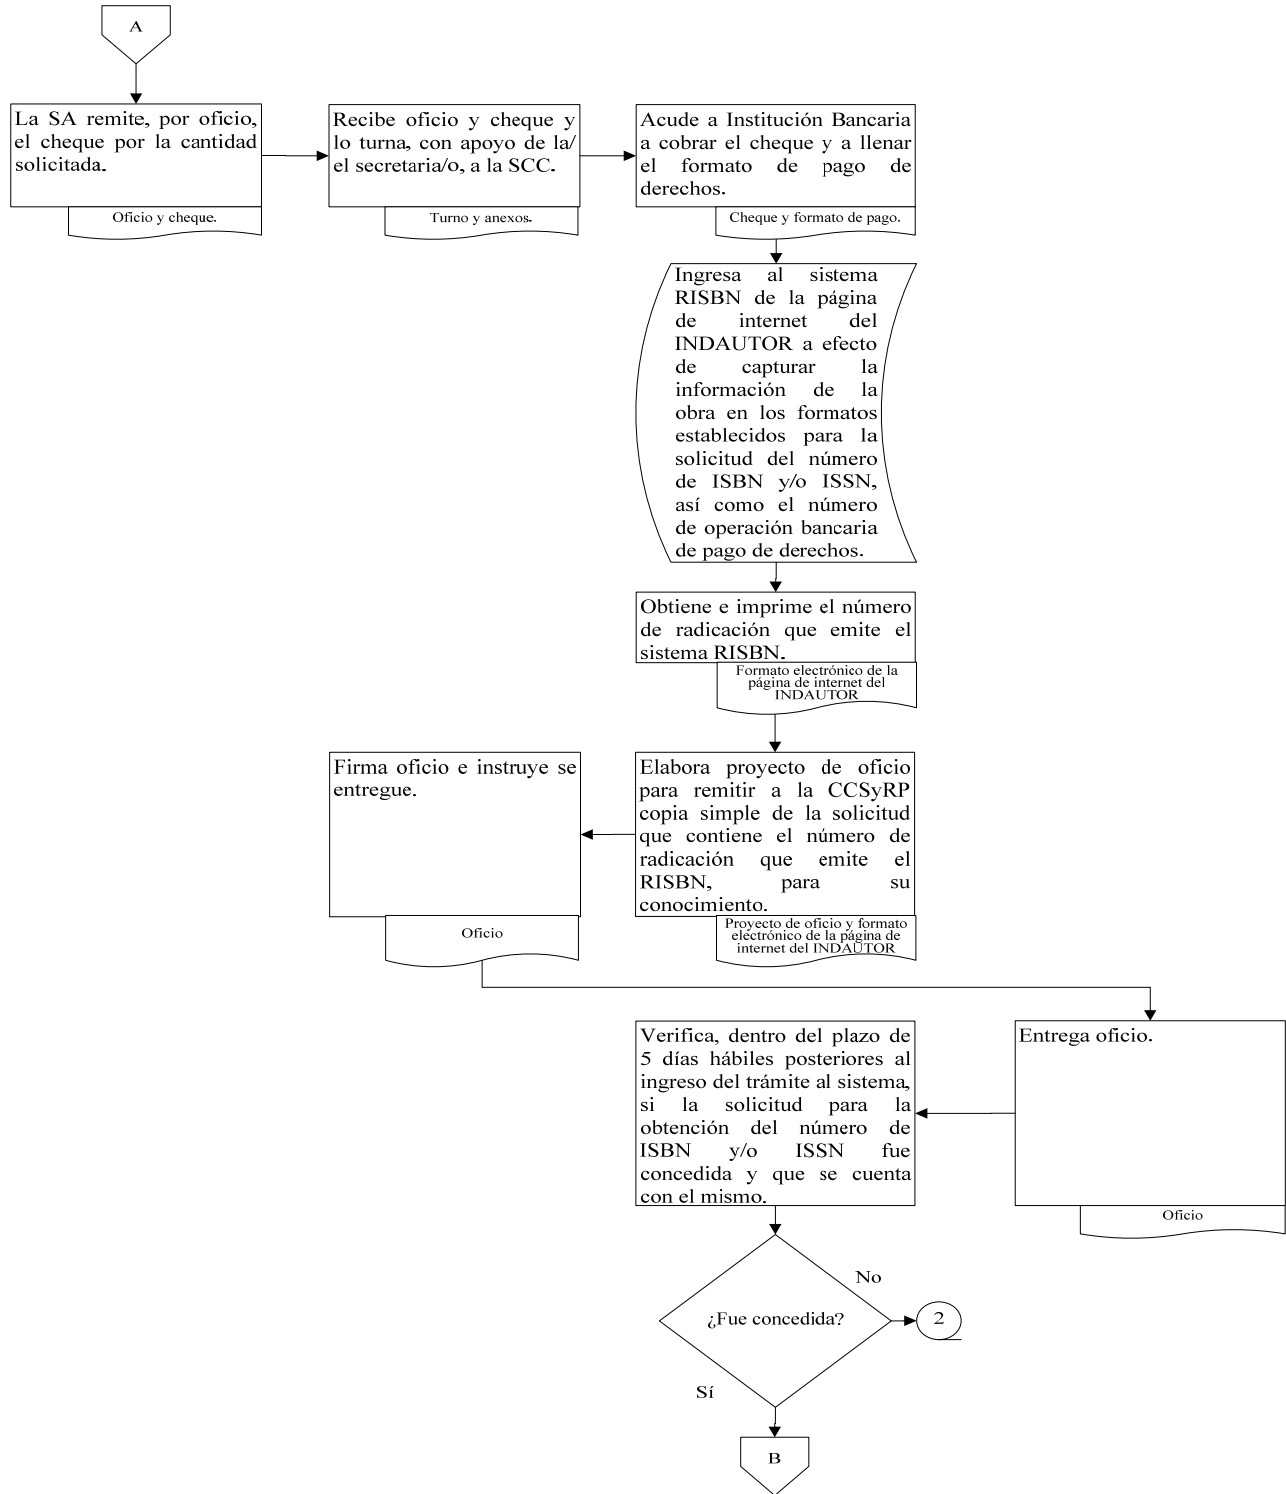 A
La SA remite, por oficio,
el cheque por la cantidad
solicitada.
Oficio y cheque.
Recibe oficio y cheque y
lo turna, con apoyo de la/
el secretaria/o, a la SCC.
Turno y anexos.
Acude a Institución Bancaria
a cobrar el cheque y a llenar
el formato de pago de
derechos.
Cheque y formato de pago.
Ingresa al sistema
RISBN de la página
de internet del
INDAUTOR a efecto
de capturar la
información de la
obra en los formatos
establecidos para la
solicitud del número
de ISBN y/o ISSN,
así como el número
de operación bancaria
de pago de derechos.
Obtiene e imprime el número
de radicación que emite el
sistema RISBN.
Formato electrónico de la
página de internet del
INDAUTOR
Elabora proyecto de oficio
para remitir a la CCSyRP
copia simple de la solicitud
que contiene el número de
radicación que emite el
RISBN, para su
conocimiento.
Proyecto de oficio y formato
electrónico de la página de
internet del INDAUTOR
Firma oficio e instruye se
entregue.
Oficio
Entrega oficio.
Oficio
Verifica, dentro del plazo de
5 días hábiles posteriores al
ingreso del trámite al sistema,
si la solicitud para la
obtención del número de
ISBN y/o ISSN fue
concedida y que se cuenta
con el mismo.
¿Fue concedida?
No
2
Sí
B